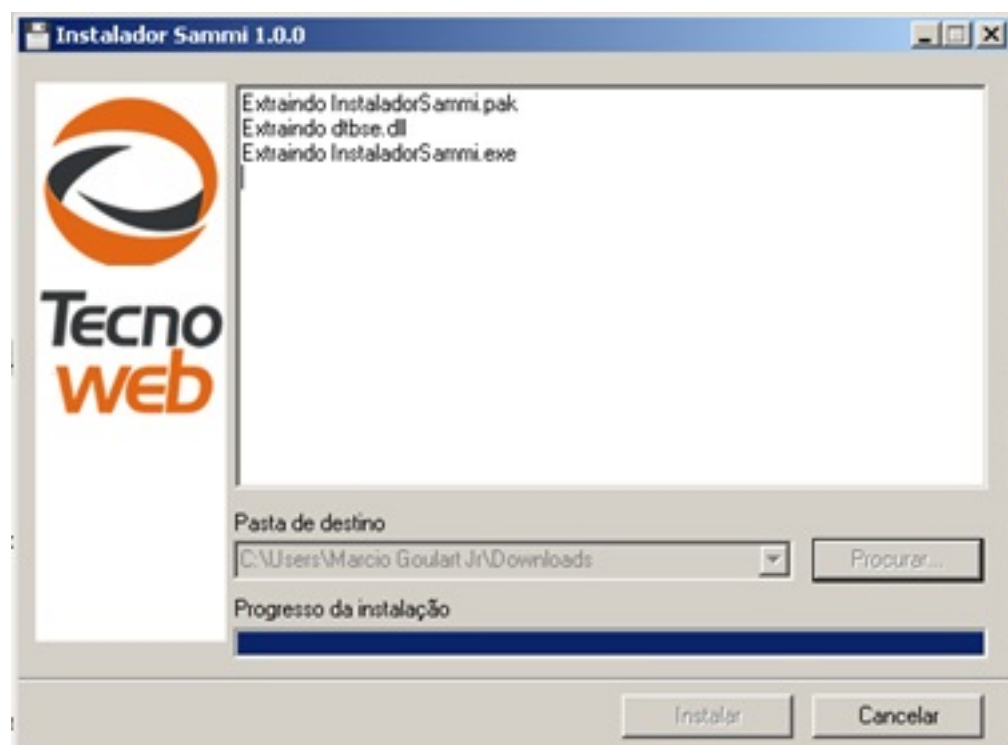 Instalador Sammi 1.0.0
Extraindo InstaladorSammi.pak
Extraindo dtbse.dll
Extraindo InstaladorSammi.exe
Tecno
web
Pasta de destino
C:\Users\Marcio Goulart Jr\Downloads
Procurar...
Progresso da instalação
Instalar
Cancelar